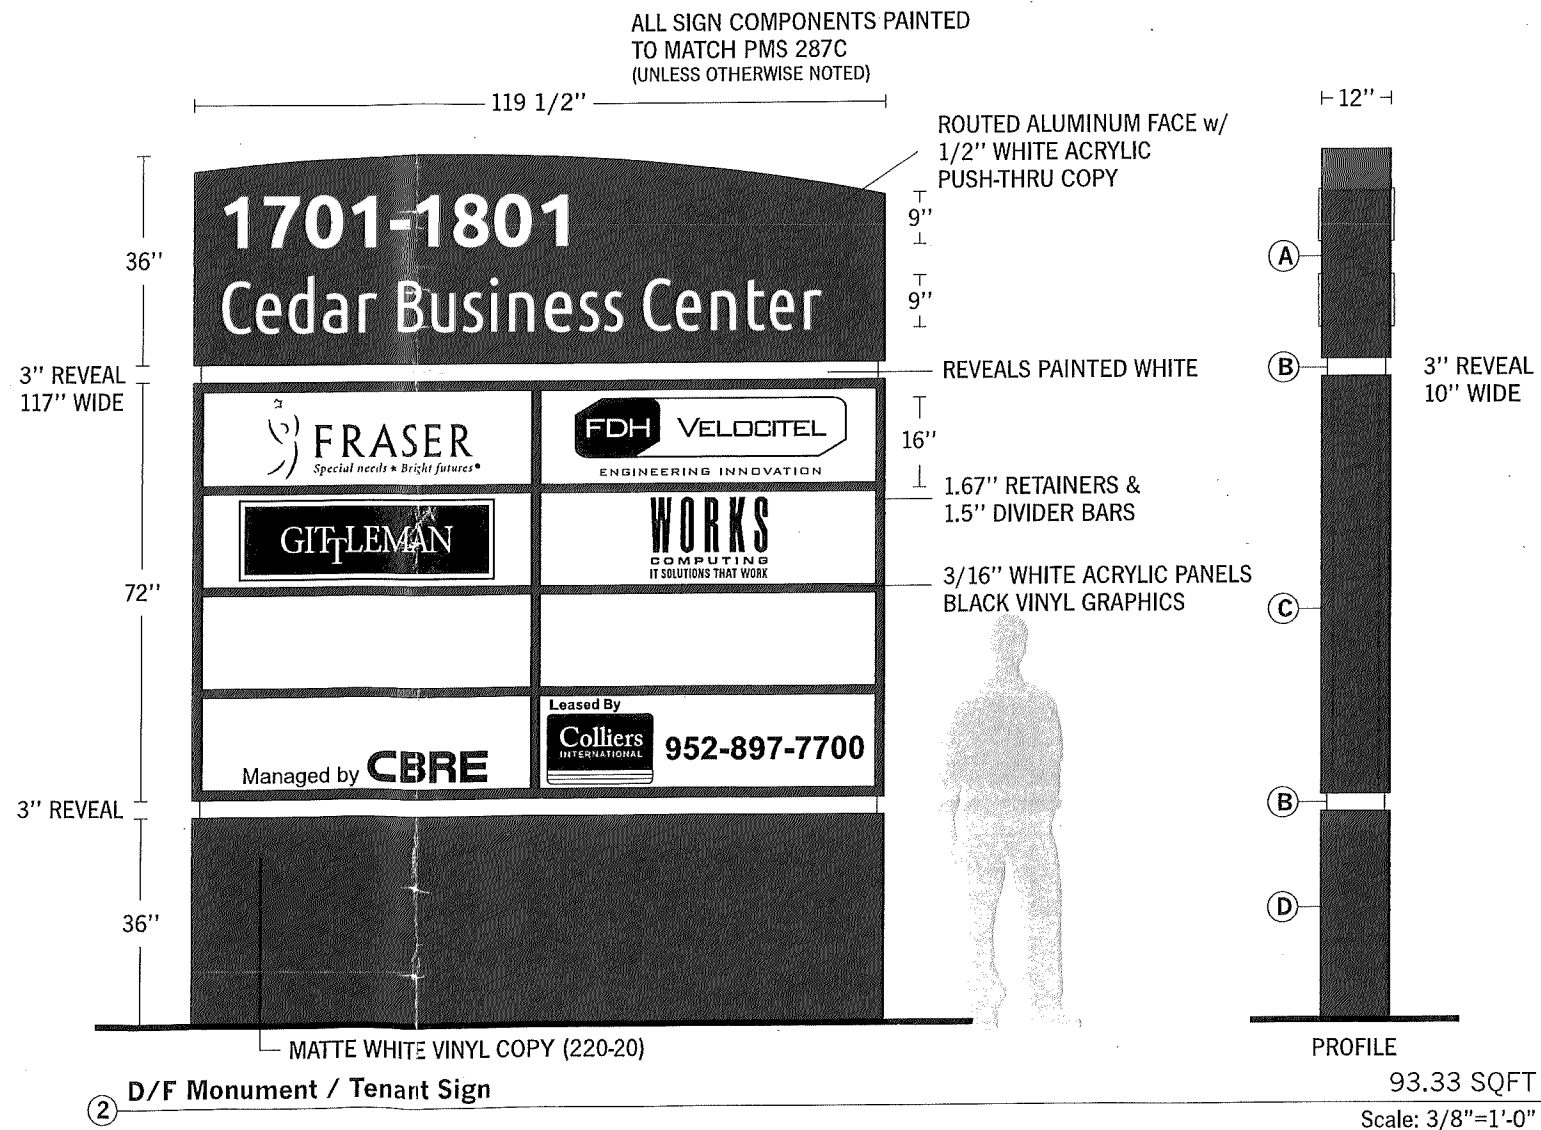 ALL SIGN COMPONENTS PAINTED
TO MATCH PMS 287C
(UNLESS OTHERWISE NOTED)
119 1/2"
12"
ROUTED ALUMINUM FACE w/
1/2" WHITE ACRYLIC
PUSH-THRU COPY
1701-1801
Cedar Business Center
36"
9"
9"
A
3" REVEAL
117" WIDE
REVEALS PAINTED WHITE
B
3" REVEAL
10" WIDE
FRASER
Special needs ★ Bright futures
FDH VELOCITEL
ENGINEERING INNOVATION
16"
1.67" RETAINERS &
1.5" DIVIDER BARS
GITTLEMAN
WORKS
COMPUTING
IT SOLUTIONS THAT WORK
3/16" WHITE ACRYLIC PANELS
BLACK VINYL GRAPHICS
72"
C
Managed by CBRE
Leased By
Colliers
INTERNATIONAL
952-897-7700
3" REVEAL
B
36"
D
MATTE WHITE VINYL COPY (220-20)
PROFILE
2 D/F Monument / Tenant Sign
93.33 SQFT
Scale: 3/8"=1'-0"